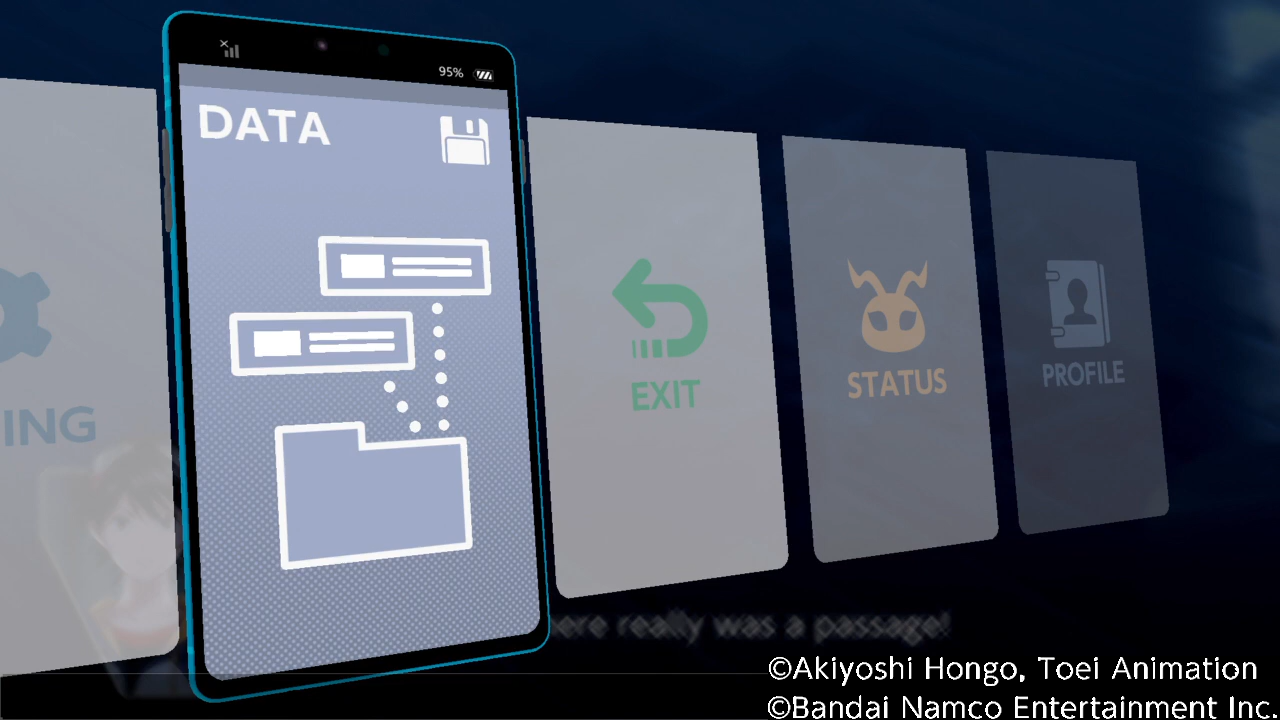 95%
DATA
EXIT
STATUS
PROFILE
ING
ere really was a passage!
©Akiyoshi Hongo, Toei Animation
©Bandai Namco Entertainment Inc.